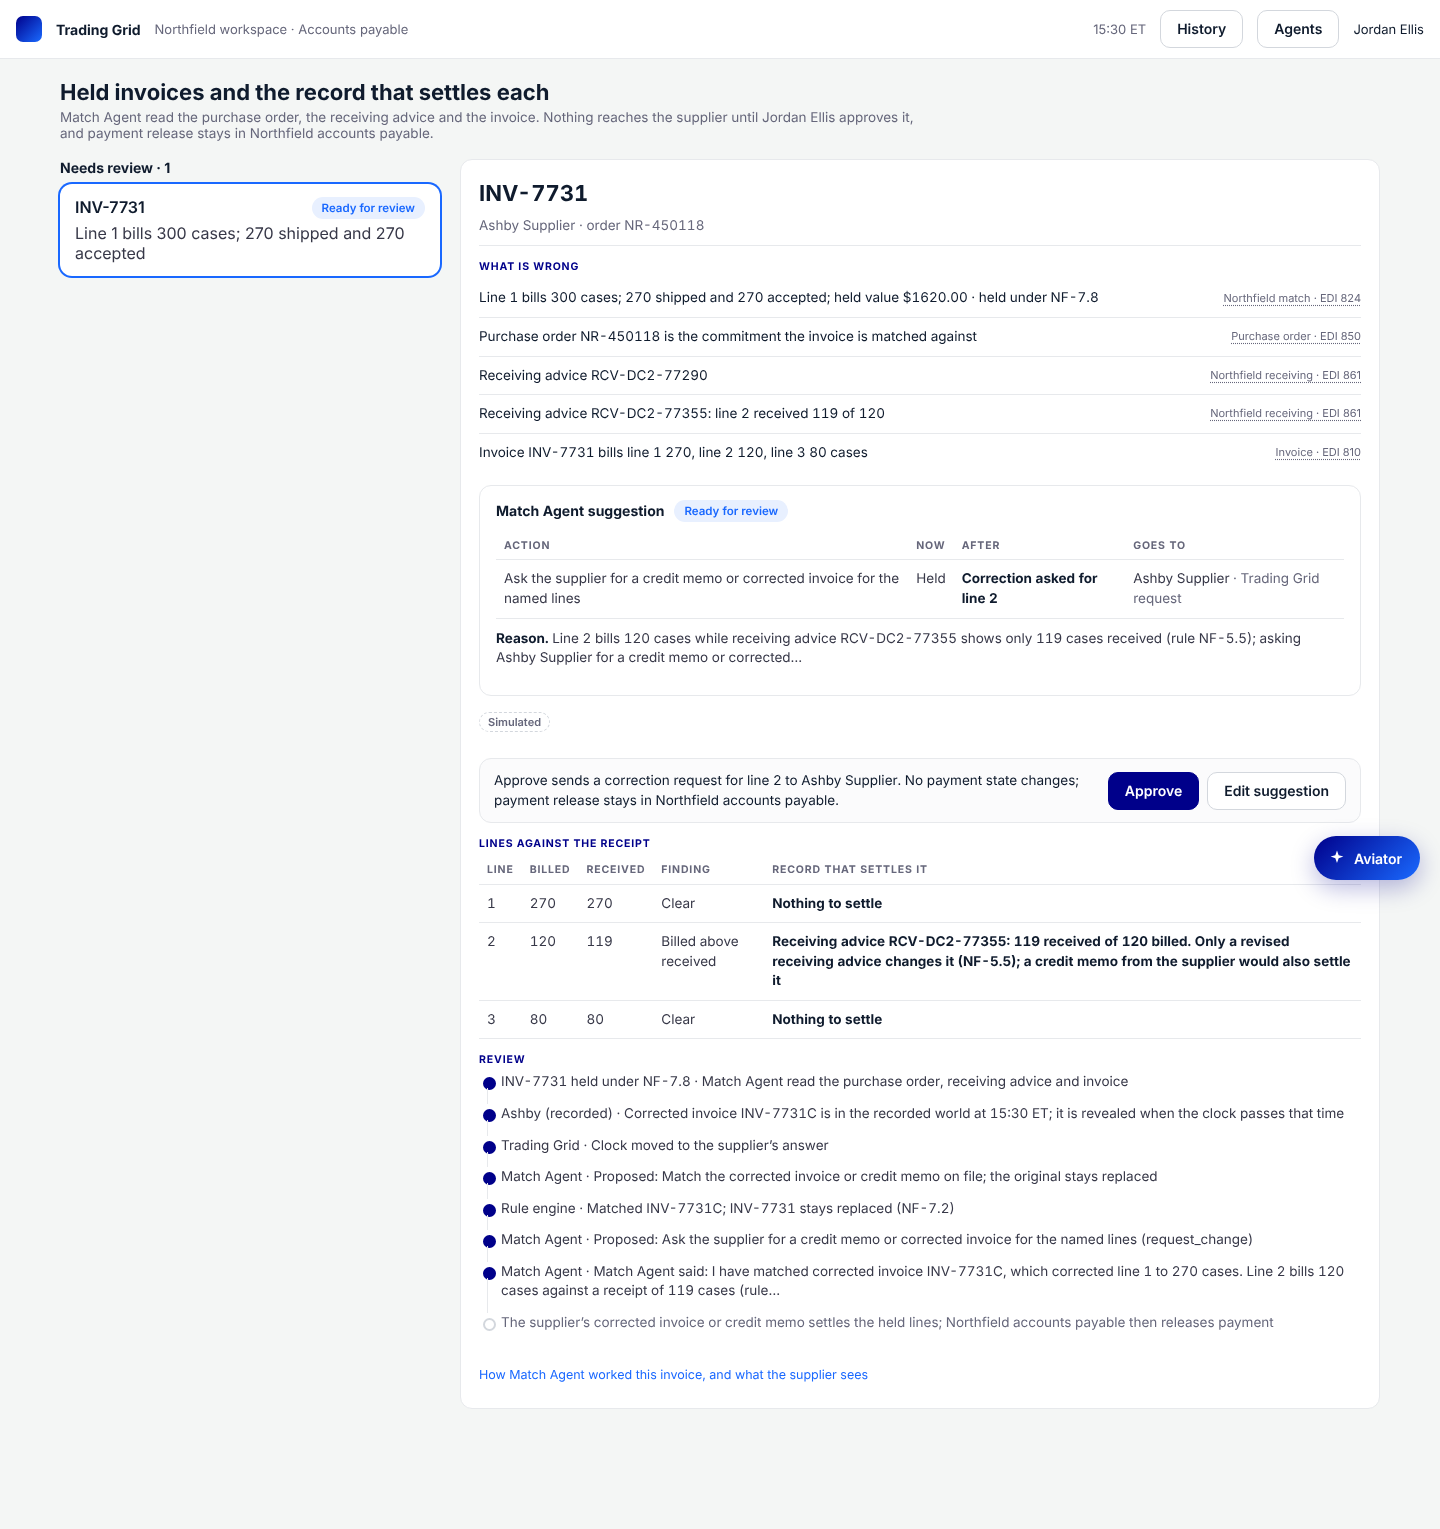 Trading Grid
Northfield workspace · Accounts payable
15:30 ET
History
Agents
Jordan Ellis
Held invoices and the record that settles each
Match Agent read the purchase order, the receiving advice and the invoice. Nothing reaches the supplier until Jordan Ellis approves it,
and payment release stays in Northfield accounts payable.
Needs review · 1
INV-7731
Ready for review
Line 1 bills 300 cases; 270 shipped and 270
accepted
INV-7731
Ashby Supplier · order NR-450118
WHAT IS WRONG
Line 1 bills 300 cases; 270 shipped and 270 accepted; held value $1620.00 · held under NF-7.8
Northfield match · EDI 824
Purchase order NR-450118 is the commitment the invoice is matched against
Purchase order · EDI 850
Receiving advice RCV-DC2-77290
Northfield receiving · EDI 861
Receiving advice RCV-DC2-77355: line 2 received 119 of 120
Northfield receiving · EDI 861
Invoice INV-7731 bills line 1 270, line 2 120, line 3 80 cases
Invoice · EDI 810
Match Agent suggestion
Ready for review
ACTION NOW AFTER GOES TO
Ask the supplier for a credit memo or corrected invoice for the Held Correction asked for Ashby Supplier · Trading Grid
named lines line 2 request
Reason. Line 2 bills 120 cases while receiving advice RCV-DC2-77355 shows only 119 cases received (rule NF-5.5); asking
Ashby Supplier for a credit memo or corrected...
Simulated
Approve sends a correction request for line 2 to Ashby Supplier. No payment state changes;
payment release stays in Northfield accounts payable.
Approve
Edit suggestion
Aviator
LINES AGAINST THE RECEIPT
LINE BILLED RECEIVED FINDING RECORD THAT SETTLES IT
1 270 270 Clear Nothing to settle
2 120 119 Billed above Receiving advice RCV-DC2-77355: 119 received of 120 billed. Only a revised
received receiving advice changes it (NF-5.5); a credit memo from the supplier would also settle
it
3 80 80 Clear Nothing to settle
REVIEW
INV-7731 held under NF-7.8 · Match Agent read the purchase order, receiving advice and invoice
Ashby (recorded) · Corrected invoice INV-7731C is in the recorded world at 15:30 ET; it is revealed when the clock passes that time
Trading Grid · Clock moved to the supplier's answer
Match Agent · Proposed: Match the corrected invoice or credit memo on file; the original stays replaced
Rule engine · Matched INV-7731C; INV-7731 stays replaced (NF-7.2)
Match Agent · Proposed: Ask the supplier for a credit memo or corrected invoice for the named lines (request_change)
Match Agent · Match Agent said: I have matched corrected invoice INV-7731C, which corrected line 1 to 270 cases. Line 2 bills 120
cases against a receipt of 119 cases (rule...
The supplier's corrected invoice or credit memo settles the held lines; Northfield accounts payable then releases payment
How Match Agent worked this invoice, and what the supplier sees